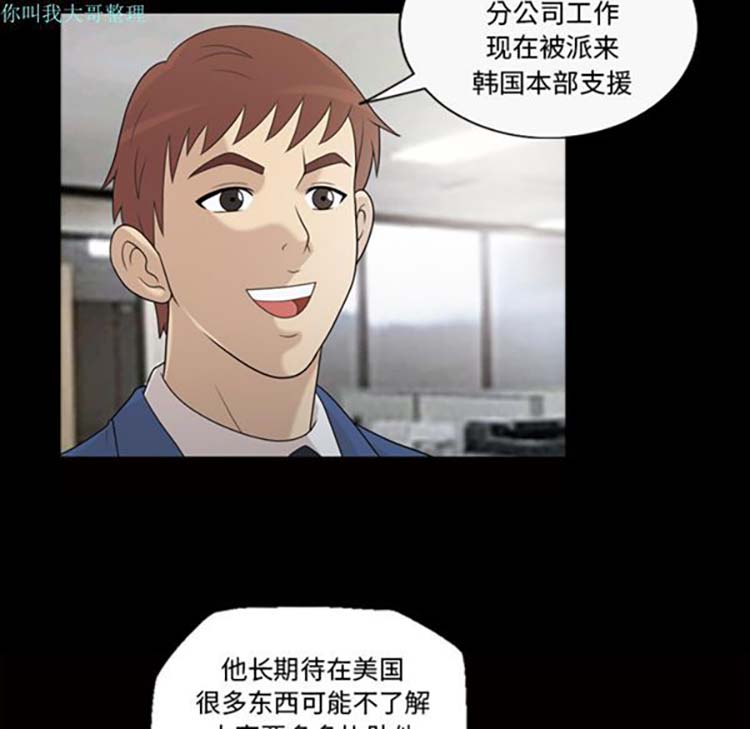 你叫我大哥整理
分公司工作
现在被派来
韩国本部支援
他长期待在美国
很多东西可能不了解